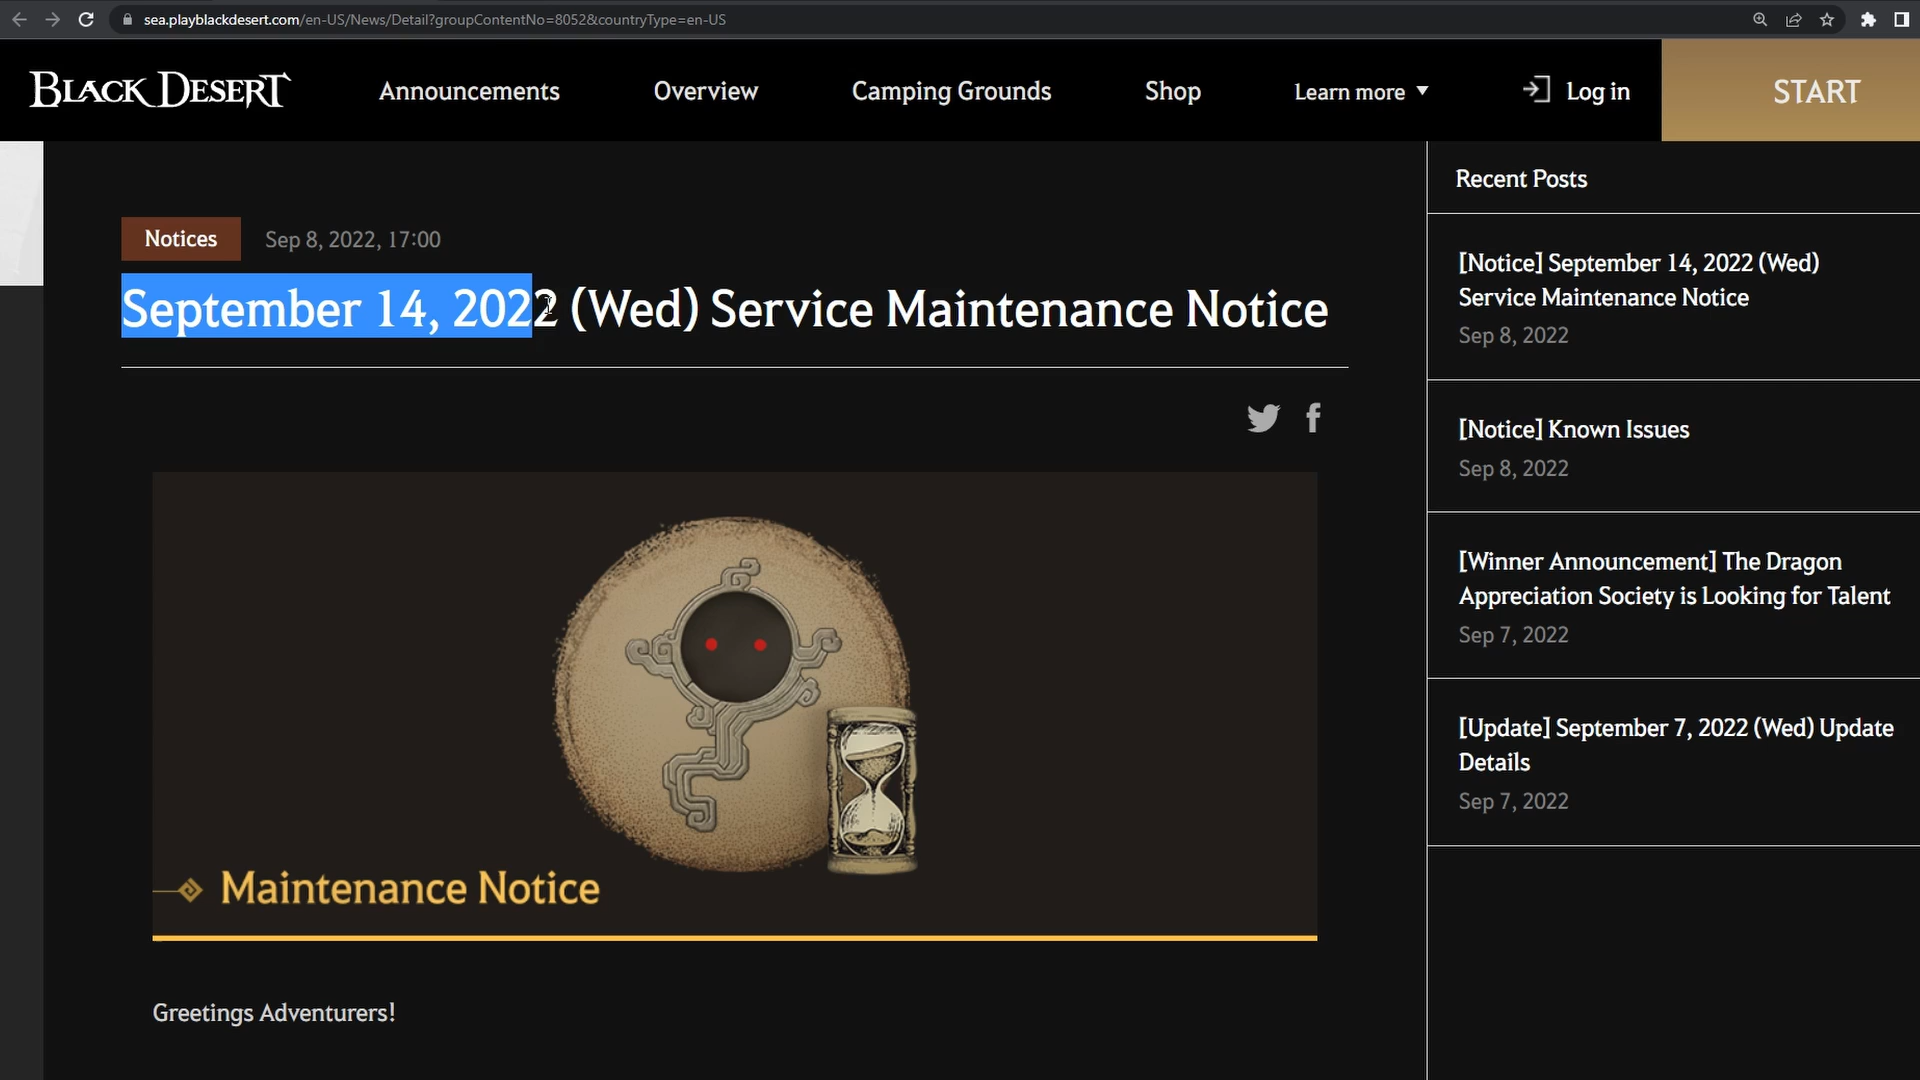 sea.playblackdesert.com/en-US/News/Detail?groupContentNo=8052&countryType=en-US
BLACK DESERT
Announcements
Overview
Camping Grounds
Shop
Learn more
Log in
START
Notices
Sep 8, 2022, 17:00
September 14, 2022 (Wed) Service Maintenance Notice
Maintenance Notice
Greetings Adventurers!
Recent Posts
[Notice] September 14, 2022 (Wed)
Service Maintenance Notice
Sep 8, 2022
[Notice] Known Issues
Sep 8, 2022
[Winner Announcement] The Dragon
Appreciation Society is Looking for Talent
Sep 7, 2022
[Update] September 7, 2022 (Wed) Update
Details
Sep 7, 2022